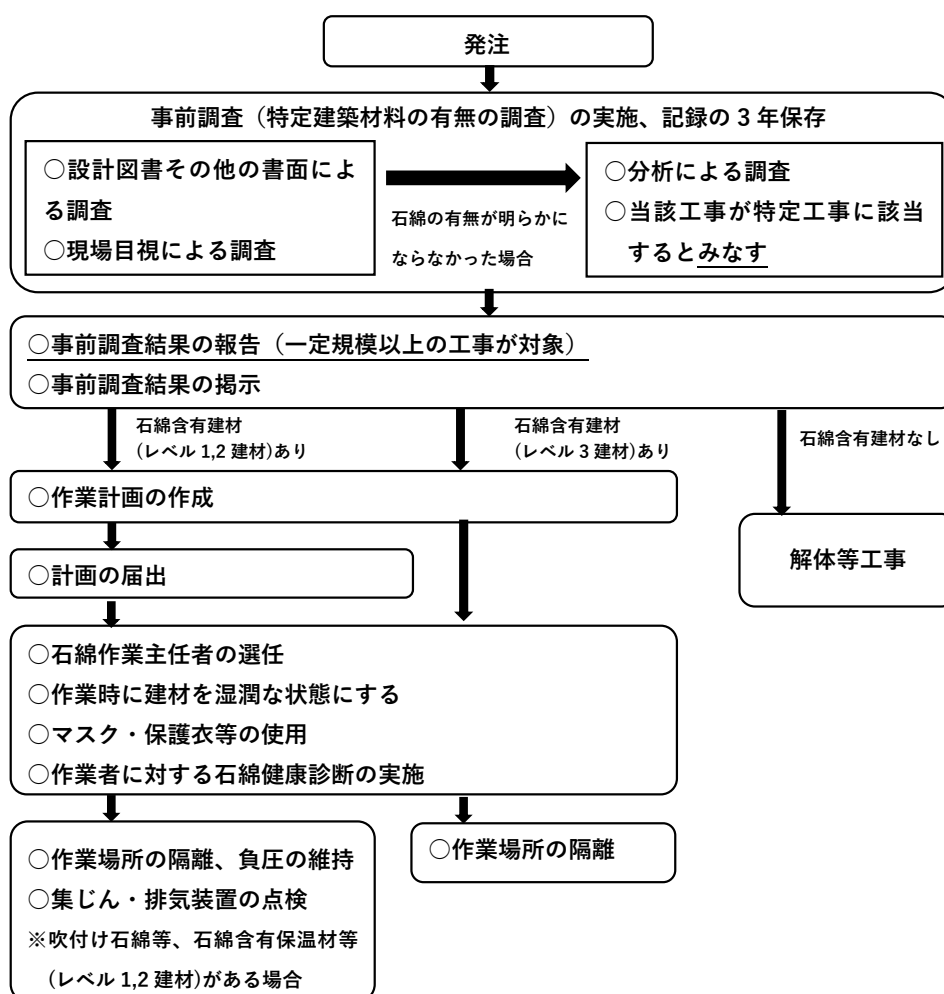 発注
事前調査（特定建築材料の有無の調査）の実施、記録の3年保存
○設計図書その他の書面によ
る調査
○現場目視による調査
石綿の有無が明らかに
ならなかった場合
○分析による調査
○当該工事が特定工事に該当
するとみなす
○事前調査結果の報告（一定規模以上の工事が対象）
○事前調査結果の掲示
石綿含有建材
(レベル1,2建材)あり
石綿含有建材
(レベル3建材)あり
石綿含有建材なし
○作業計画の作成
○計画の届出
解体等工事
○石綿作業主任者の選任
○作業時に建材を湿潤な状態にする
○マスク・保護衣等の使用
○作業者に対する石綿健康診断の実施
○作業場所の隔離、負圧の維持
○集じん・排気装置の点検
※吹付け石綿等、石綿含有保温材等
(レベル1,2建材)がある場合
○作業場所の隔離